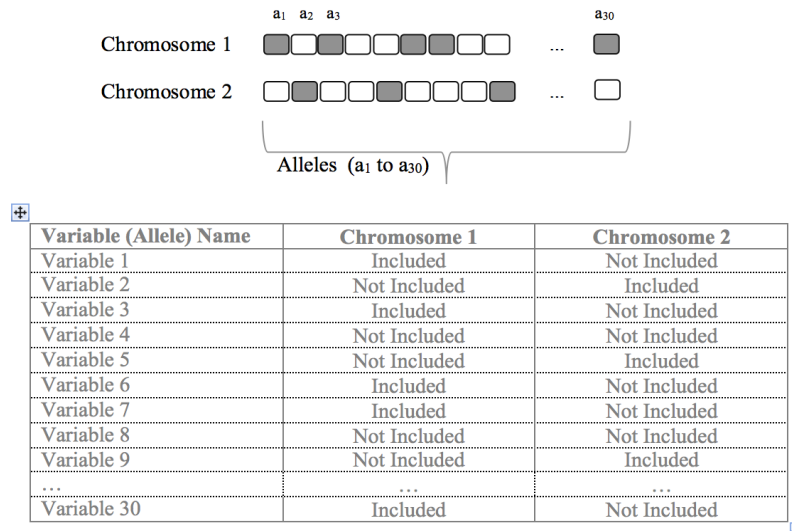 a1 a2 a3 a30
Chromosome 1 ...
Chromosome 2 ...
Alleles (a1 to a30)
Variable (Allele) Name Chromosome 1 Chromosome 2
Variable 1 Included Not Included
Variable 2 Not Included Included
Variable 3 Included Not Included
Variable 4 Not Included Not Included
Variable 5 Not Included Included
Variable 6 Included Not Included
Variable 7 Included Not Included
Variable 8 Not Included Not Included
Variable 9 Not Included Included
... ... ...
Variable 30 Included Not Included